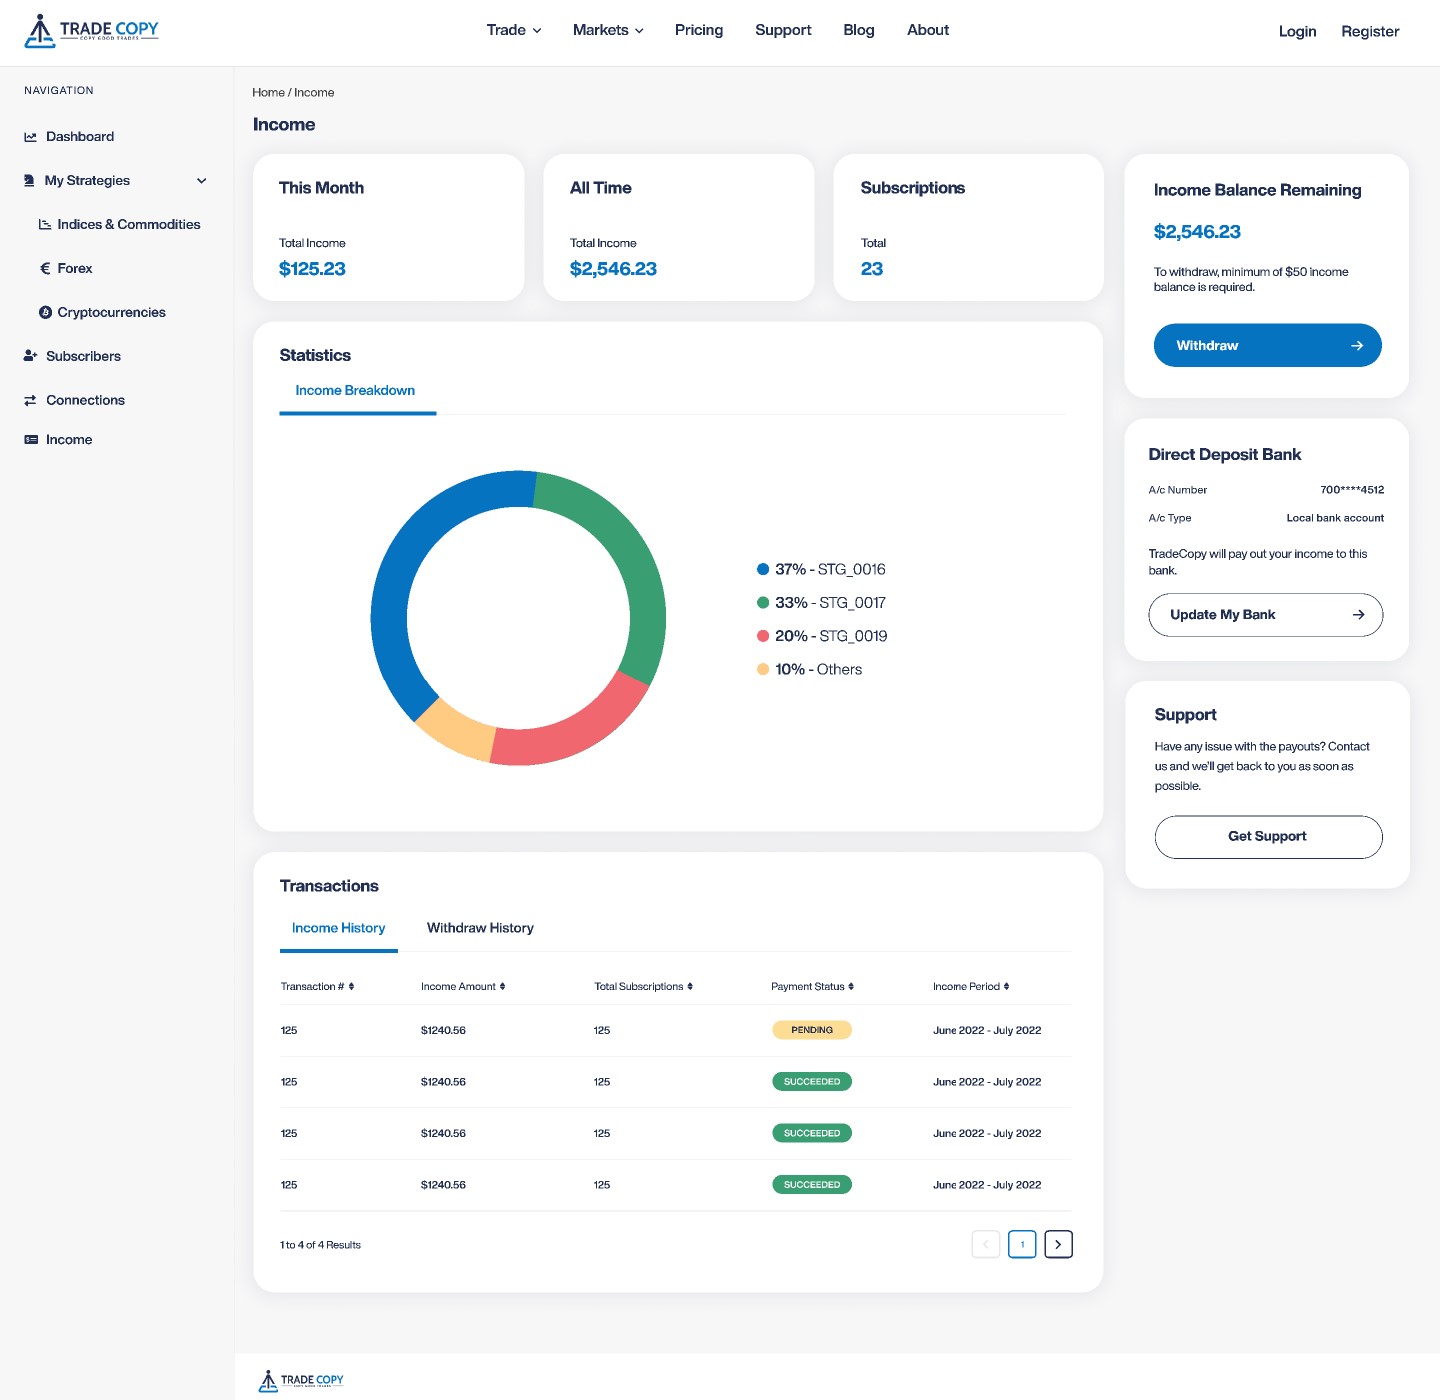 TRADE COPY
COPY GOOD TRADES
Trade
Markets
Pricing
Support
Blog
About
Login
Register
NAVIGATION
Dashboard
My Strategies
Indices & Commodities
Forex
Cryptocurrencies
Subscribers
Connections
Income
Home / Income
Income
This Month
Total Income
$125.23
All Time
Total Income
$2,546.23
Subscriptions
Total
23
Income Balance Remaining
$2,546.23
To withdraw, minimum of $50 income
balance is required.
Withdraw
Statistics
Income Breakdown
37% - STG_0016
33% - STG_0017
20% - STG_0019
10% - Others
Direct Deposit Bank
A/c Number 700****4512
A/c Type Local bank account
TradeCopy will pay out your income to this
bank.
Update My Bank
Support
Have any issue with the payouts? Contact
us and we'll get back to you as soon as
possible.
Get Support
Transactions
Income History Withdraw History
Transaction # Income Amount Total Subscriptions Payment Status Income Period
125 $1240.56 125 PENDING June 2022 - July 2022
125 $1240.56 125 SUCCEEDED June 2022 - July 2022
125 $1240.56 125 SUCCEEDED June 2022 - July 2022
125 $1240.56 125 SUCCEEDED June 2022 - July 2022
1 to 4 of 4 Results
1
TRADE COPY
COPY GOOD TRADES